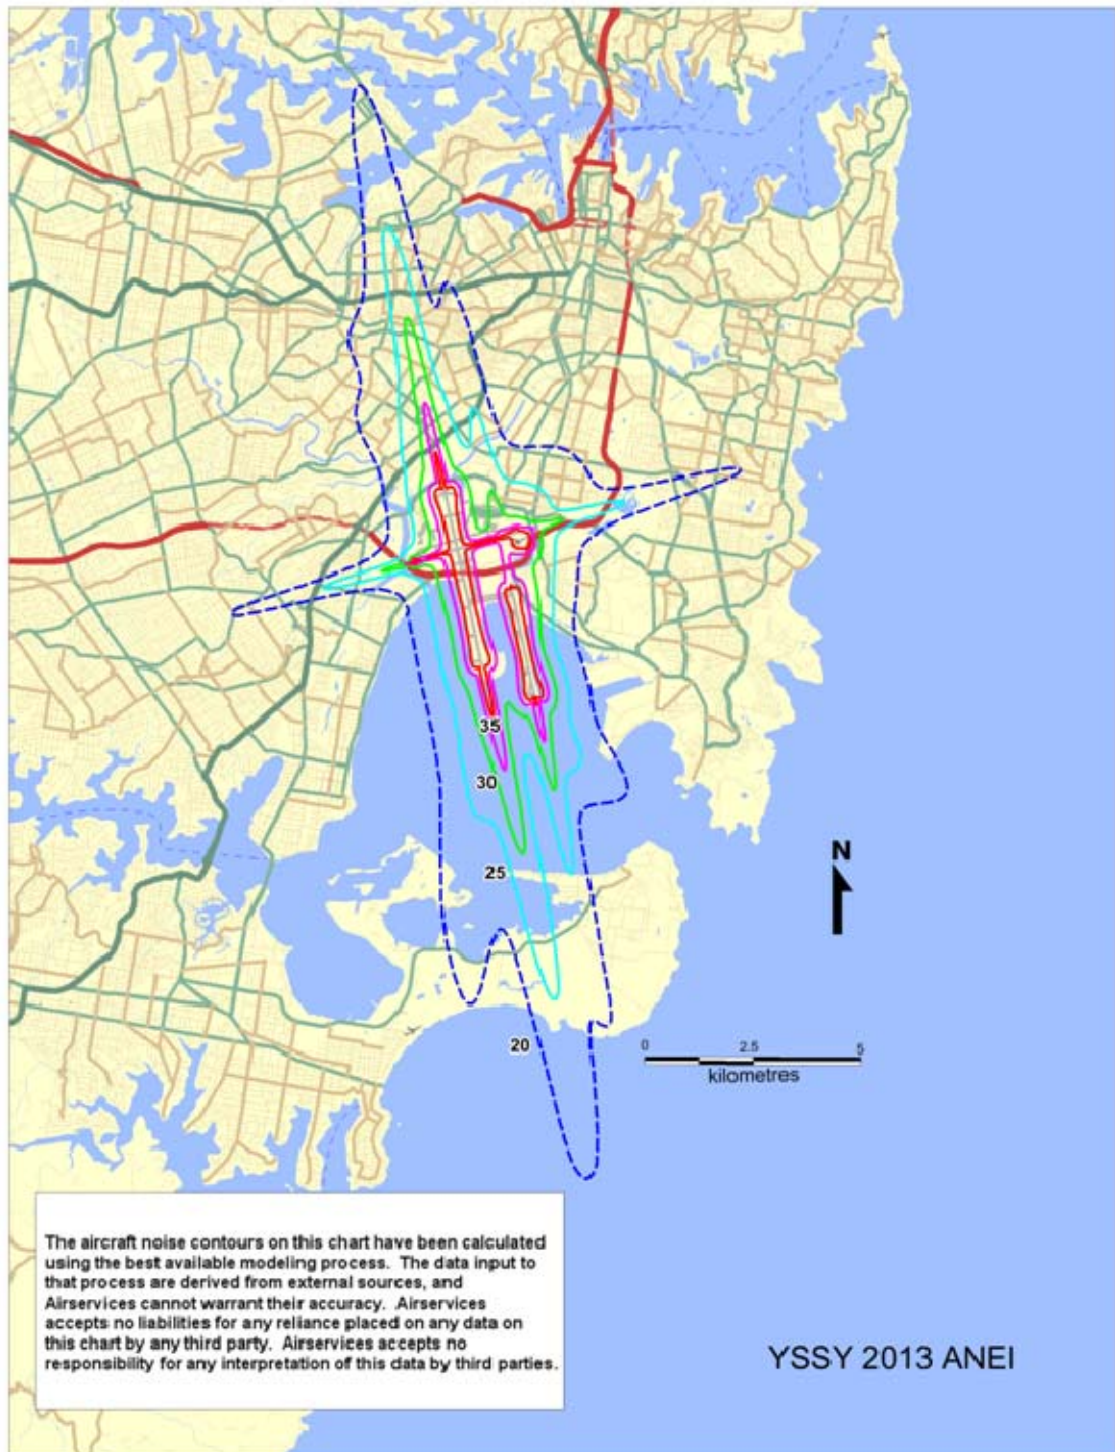 35
30
25
N
20
0 2.5 5
kilometres
The aircraft noise contours on this chart have been calculated
using the best available modeling process. The data input to
that process are derived from external sources, and
Airservices cannot warrant their accuracy. Airservices
accepts no liabilities for any reliance placed on any data on
this chart by any third party. Airservices accepts no
responsibility for any interpretation of this data by third parties.
YSSY 2013 ANEI